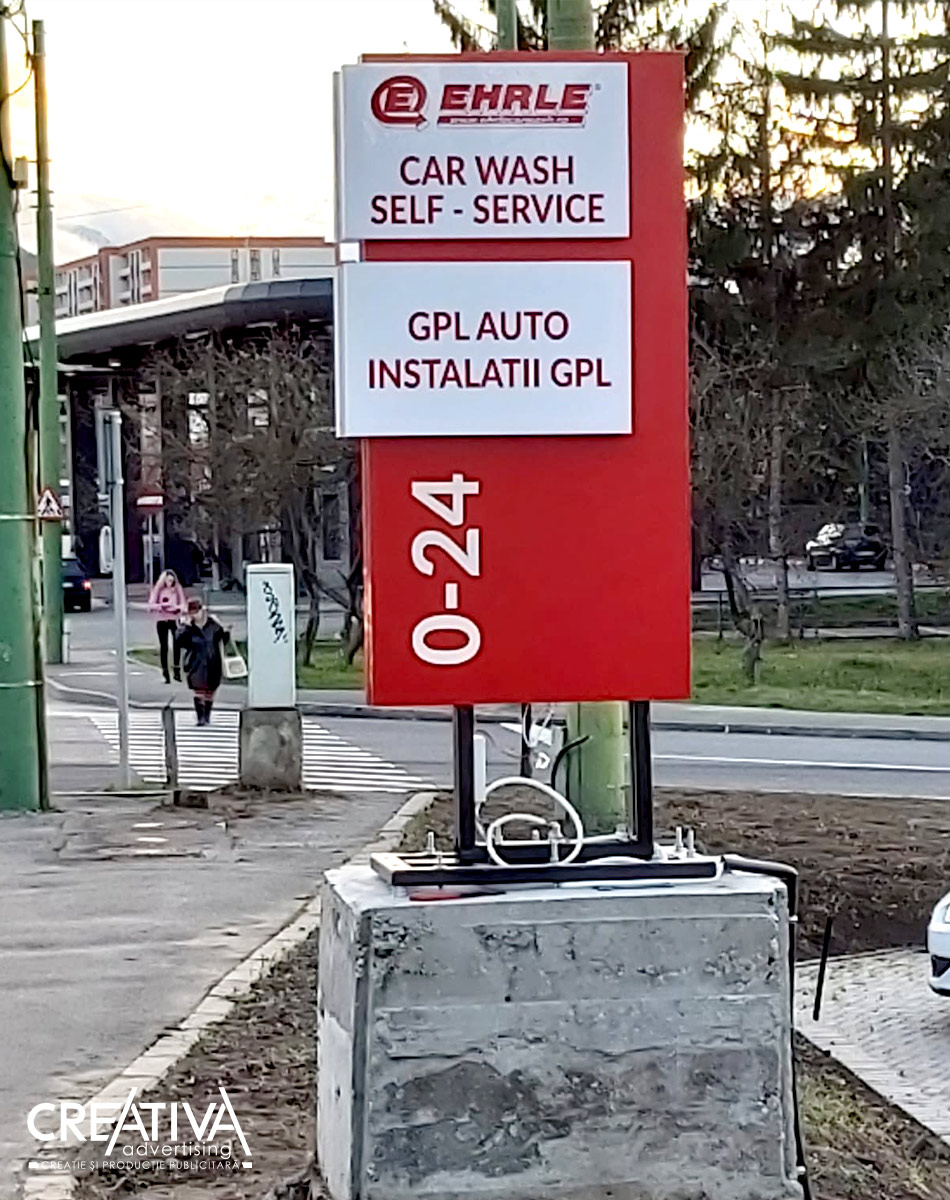 E EHRLE®
CAR WASH
SELF - SERVICE
GPL AUTO
INSTALATII GPL
0-24
CREATIVA
advertising
CREAȚIE ȘI PRODUCȚIE PUBLICITARĂ